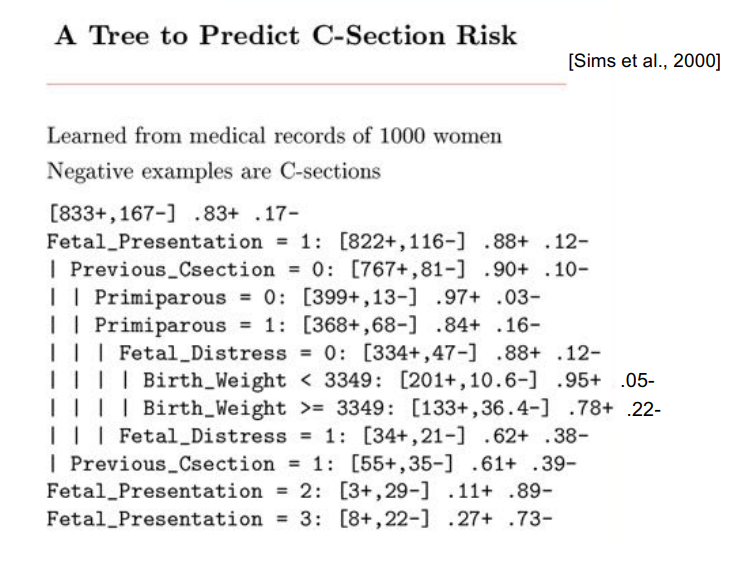 A Tree to Predict C-Section Risk
[Sims et al., 2000]
Learned from medical records of 1000 women
Negative examples are C-sections
[833+,167-] .83+ .17-
Fetal_Presentation = 1: [822+,116-] .88+ .12-
| Previous_Csection = 0: [767+,81-] .90+ .10-
| | Primiparous = 0: [399+,13-] .97+ .03-
| | Primiparous = 1: [368+,68-] .84+ .16-
| | | Fetal_Distress = 0: [334+,47-] .88+ .12-
| | | | Birth_Weight < 3349: [201+,10.6-] .95+ .05-
| | | | Birth_Weight >= 3349: [133+,36.4-] .78+ .22-
| | | Fetal_Distress = 1: [34+,21-] .62+ .38-
| Previous_Csection = 1: [55+,35-] .61+ .39-
Fetal_Presentation = 2: [3+,29-] .11+ .89-
Fetal_Presentation = 3: [8+,22-] .27+ .73-